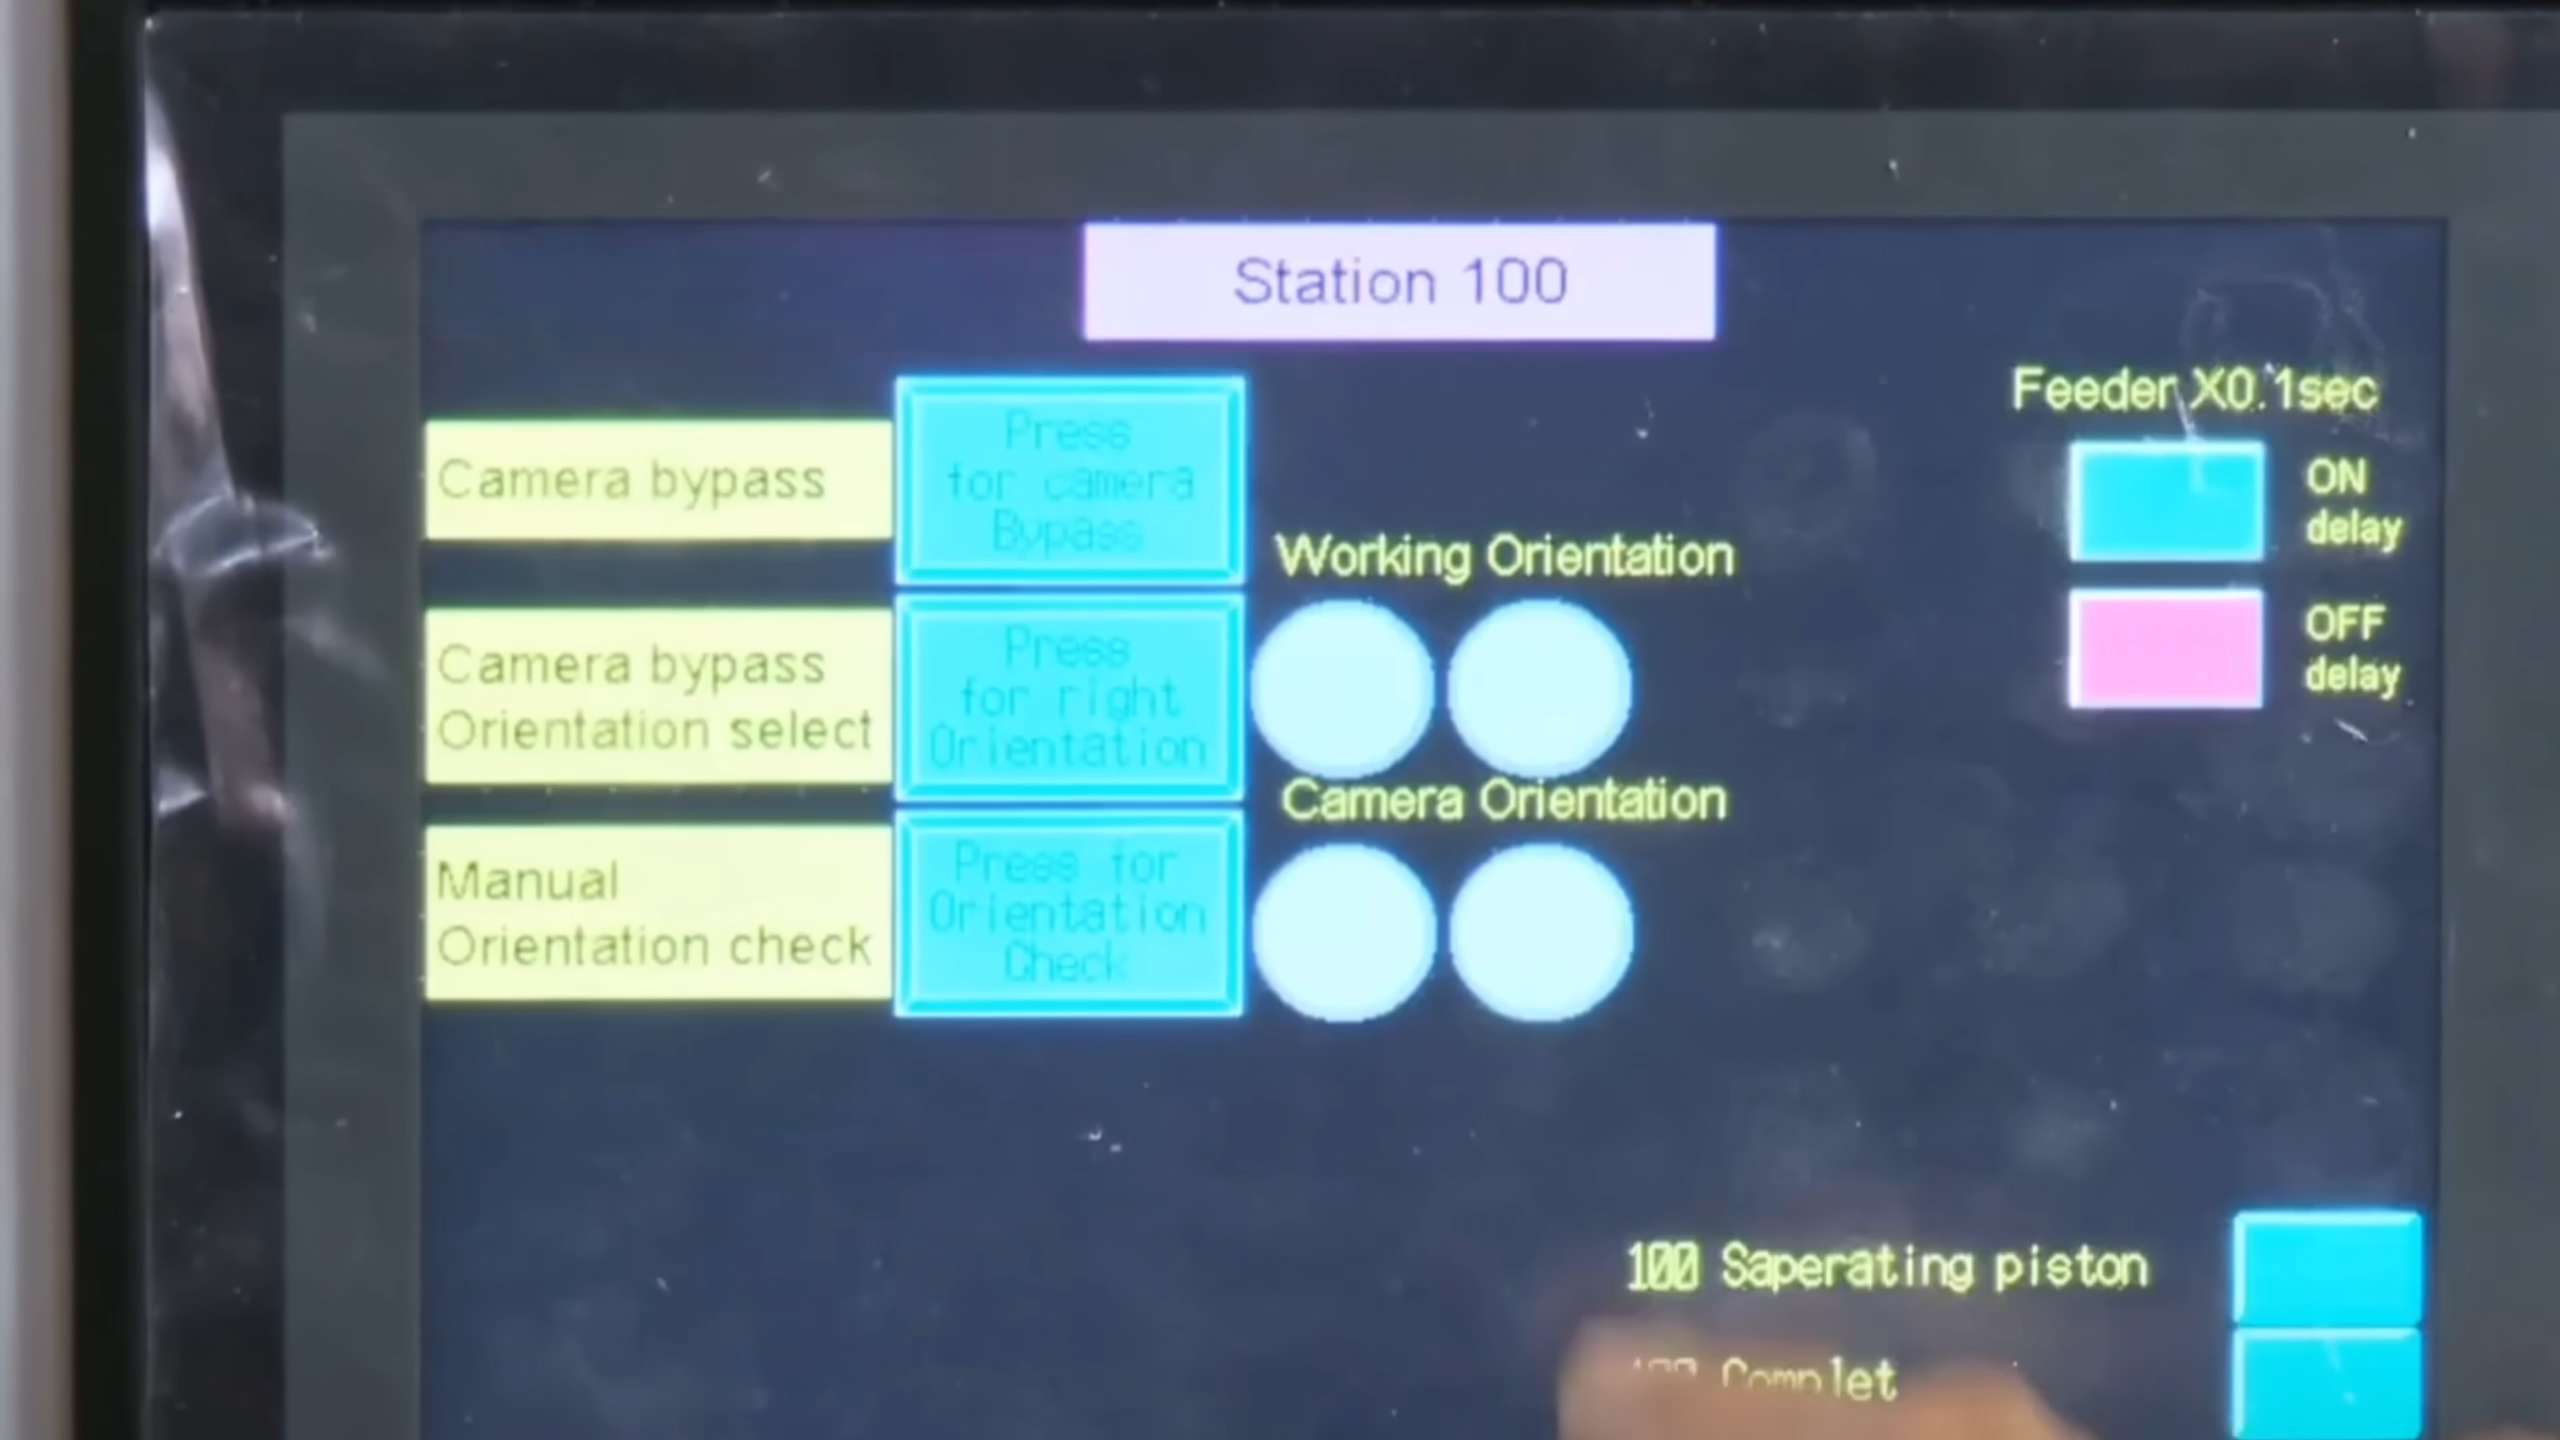 Station 100
Camera bypass
Press
for camera
Bypass
Camera bypass
Orientation select
Press
for right
Orientation
Manual
Orientation check
Press for
Orientation
Check
Working Orientation
Camera Orientation
Feeder X0.1sec
ON
delay
OFF
delay
100 Saperating piston
Complet